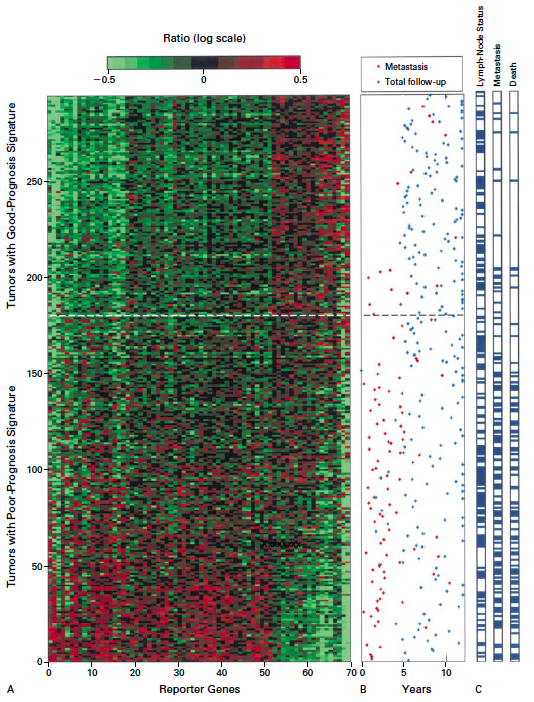 Ratio (log scale)
−0.5 0 0.5
Metastasis
Total follow-up
Lymph-Node Status
Metastasis
Death
Tumors with Good-Prognosis Signature
Tumors with Poor-Prognosis Signature
250
200
150
100
50
0
0 10 20 30 40 50 60 70
0 5 10
A Reporter Genes B Years C